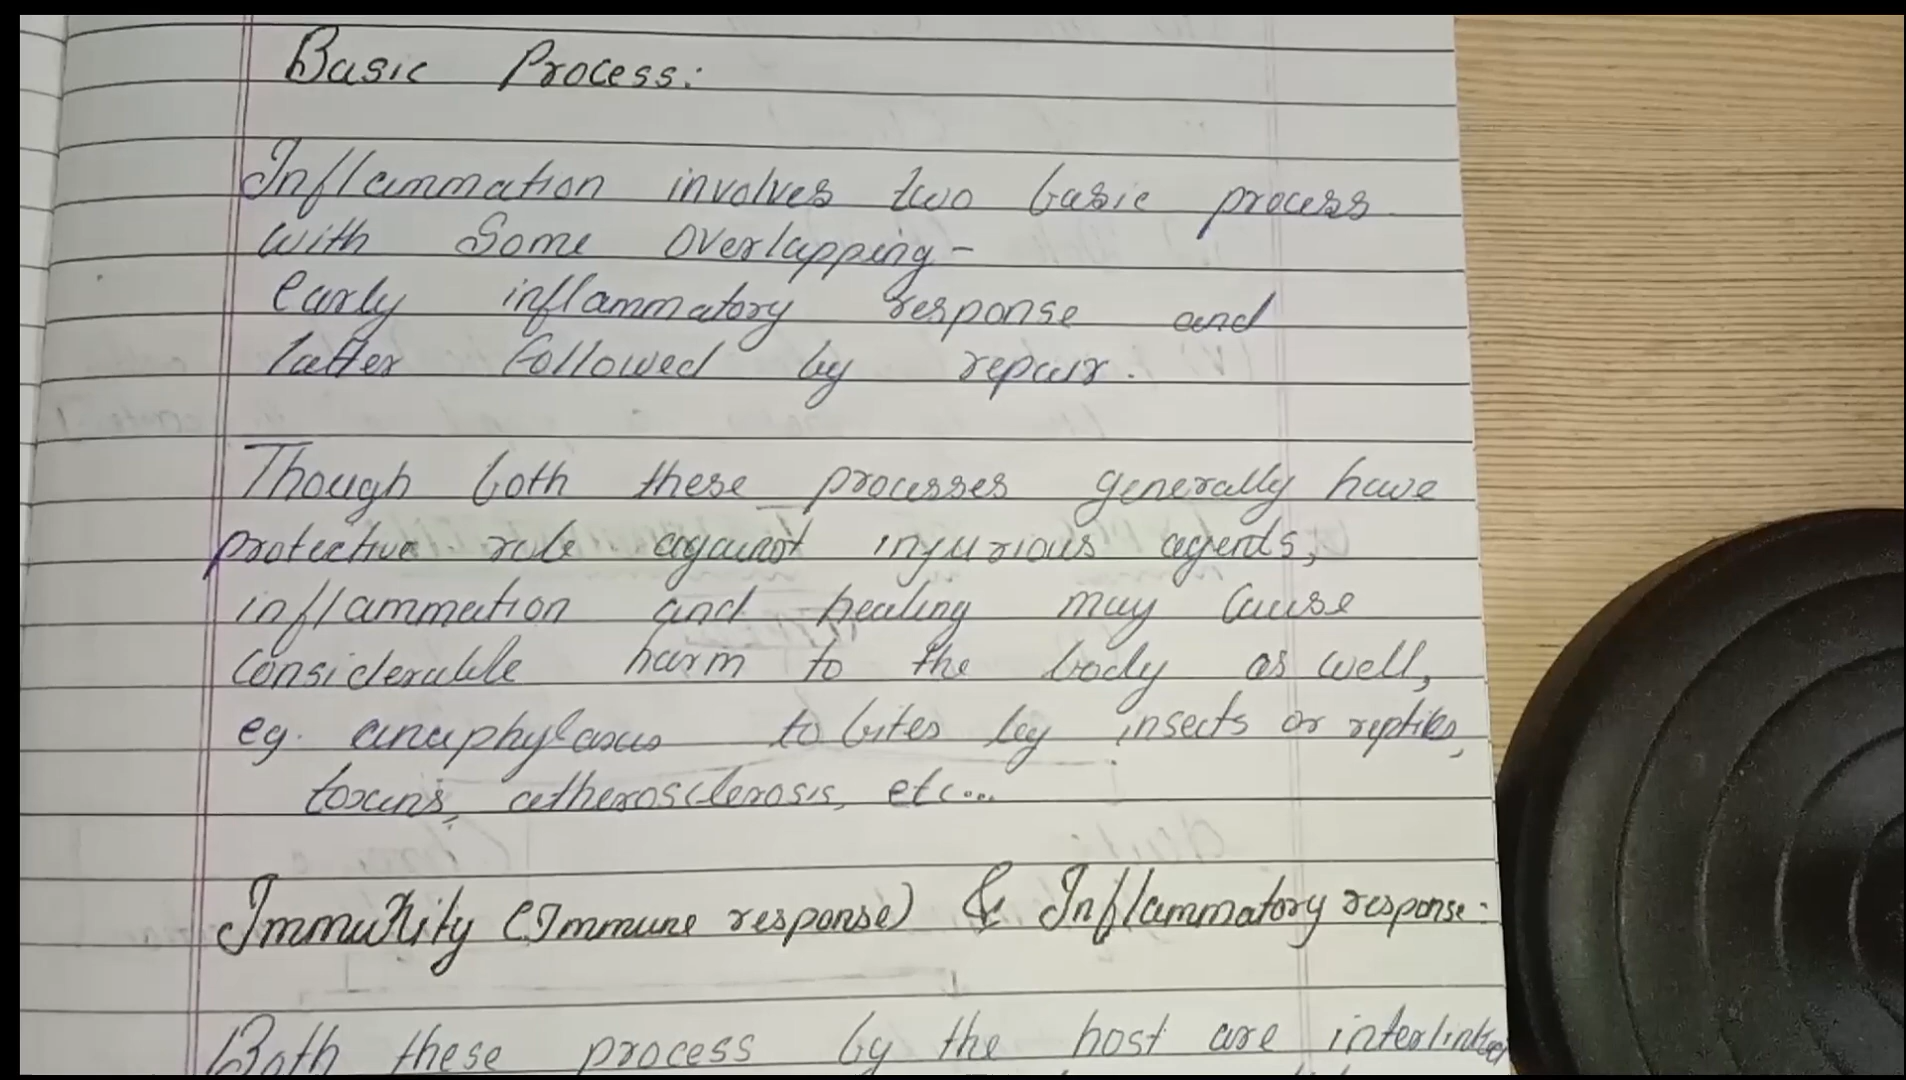 Basic Process:
Inflammation involves two basic process
with Some overlapping-
early inflammatory response and
latter followed by repair.
Though both these processes generally have
protective role against injurious agents,
inflammation and healing may cause
considerable harm to the body as well,
eg. anaphylaxis to bites by insects or reptiles,
toxins, atherosclerosis, etc...
Immunity (Immune response) & Inflammatory response:
Both these process by the host are interlinked